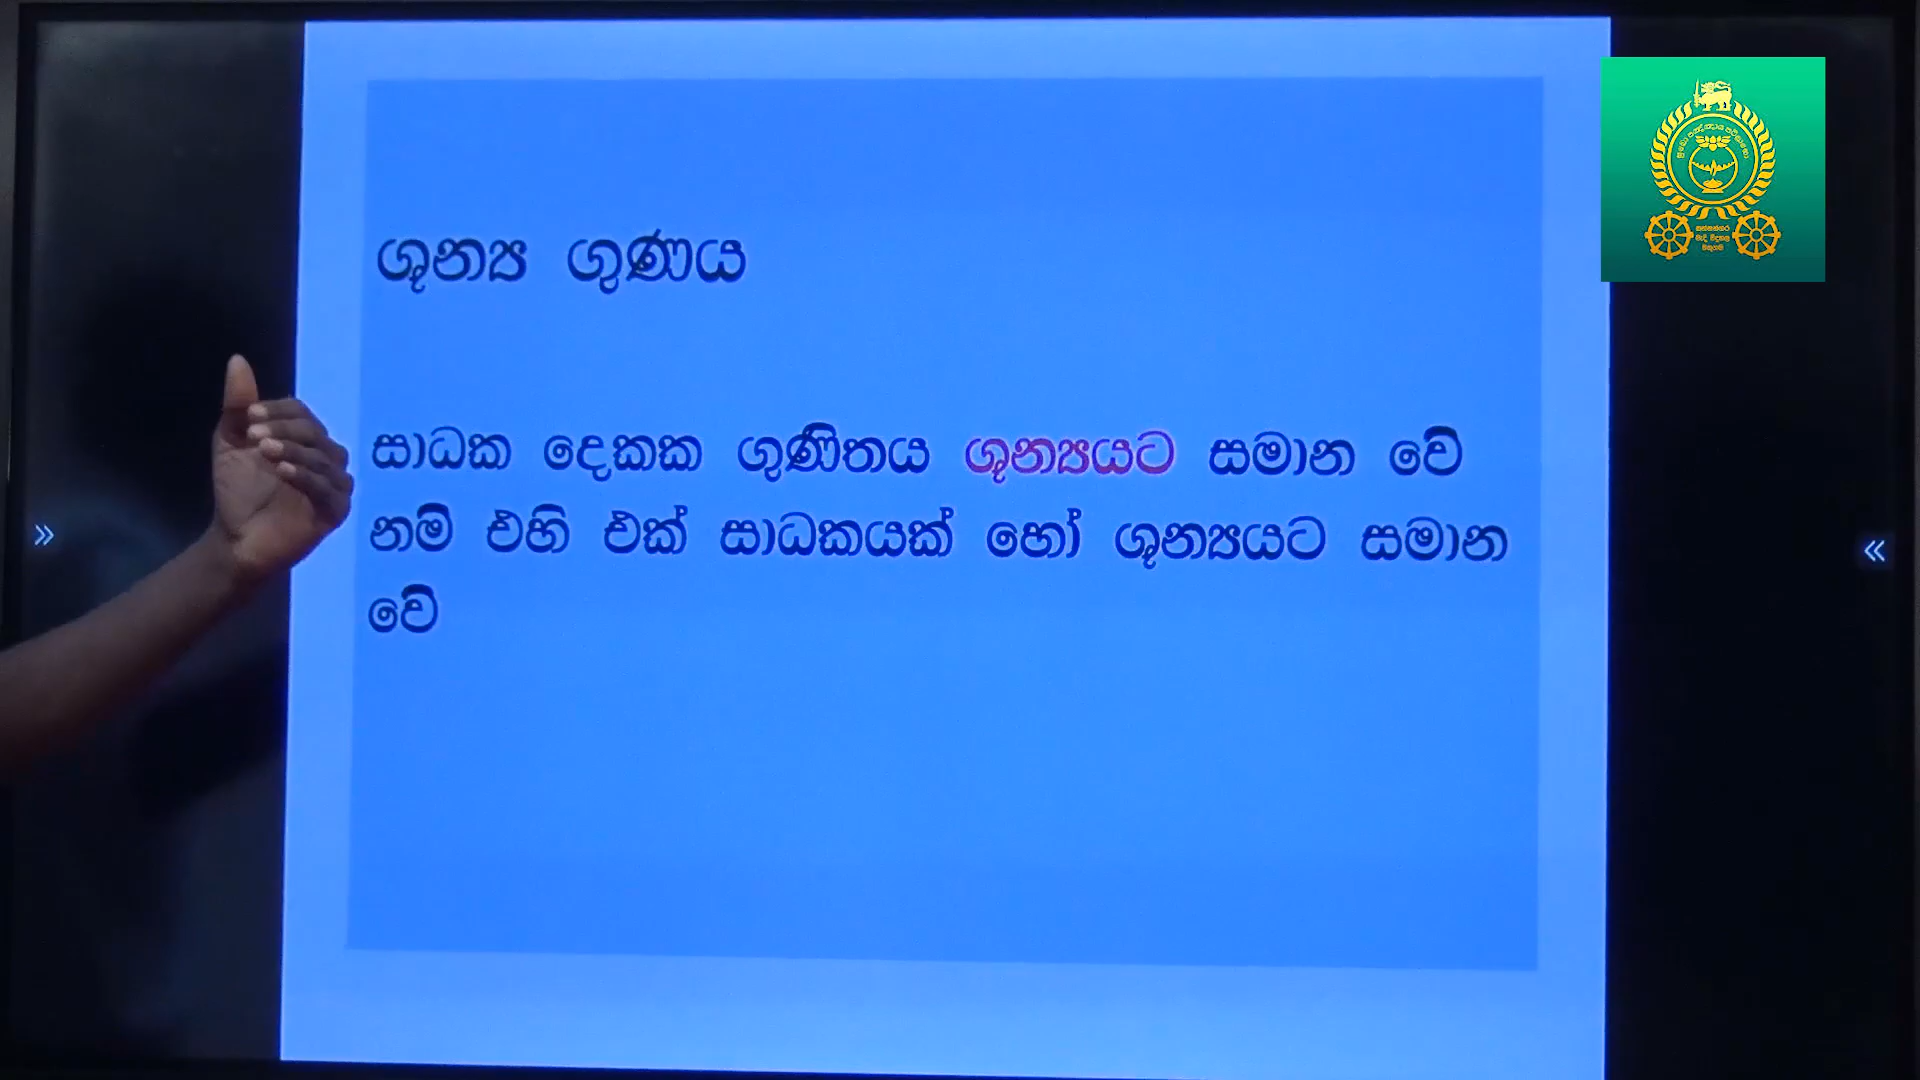 ශූන්‍ය ගුණය
සාධක දෙකක ගුණිතය ශූන්‍යයට සමාන වේ
නම් එහි එක් සාධකයක් හෝ ශූන්‍යයට සමාන
වේ